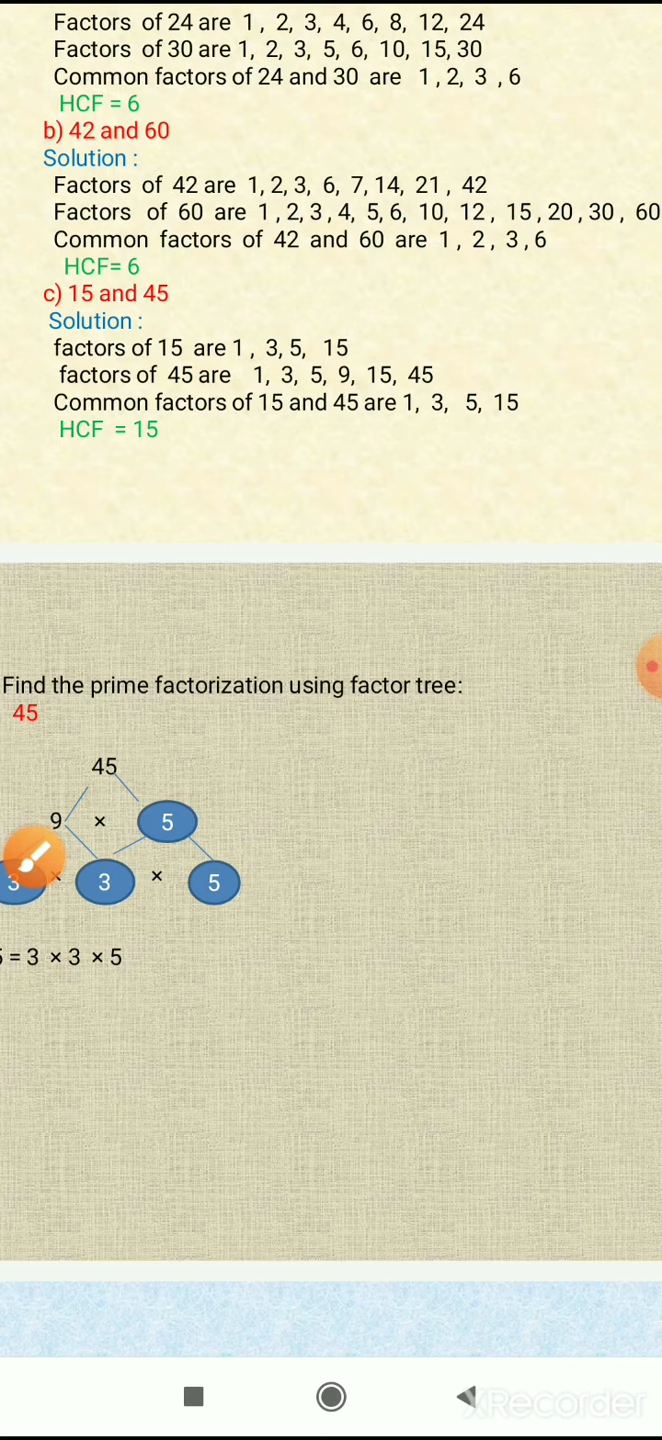 Factors of 24 are 1 , 2, 3, 4, 6, 8, 12, 24
Factors of 30 are 1, 2, 3, 5, 6, 10, 15, 30
Common factors of 24 and 30 are 1 , 2, 3 , 6
HCF = 6
b) 42 and 60
Solution :
Factors of 42 are 1, 2, 3, 6, 7, 14, 21 , 42
Factors of 60 are 1 , 2, 3 , 4, 5, 6, 10, 12 , 15 , 20 , 30 , 60
Common factors of 42 and 60 are 1 , 2 , 3 , 6
HCF= 6
c) 15 and 45
Solution :
factors of 15 are 1 , 3, 5, 15
factors of 45 are 1, 3, 5, 9, 15, 45
Common factors of 15 and 45 are 1, 3, 5, 15
HCF = 15
Find the prime factorization using factor tree:
45
45
9 × 5
3 × 3 × 5
5 = 3 × 3 × 5
XRecorder